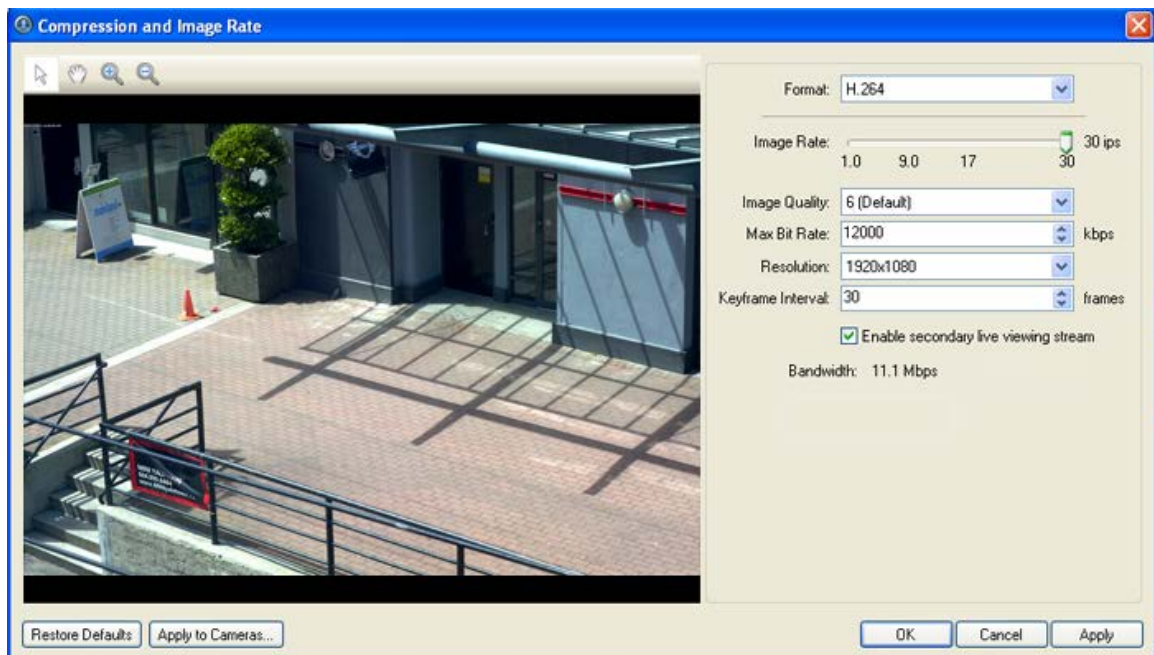 Compression and Image Rate
Format: H.264
Image Rate: 30 ips
1.0 9.0 17 30
Image Quality: 6 (Default)
Max Bit Rate: 12000 kbps
Resolution: 1920x1080
Keyframe Interval: 30 frames
Enable secondary live viewing stream
Bandwidth: 11.1 Mbps
Restore Defaults Apply to Cameras... OK Cancel Apply